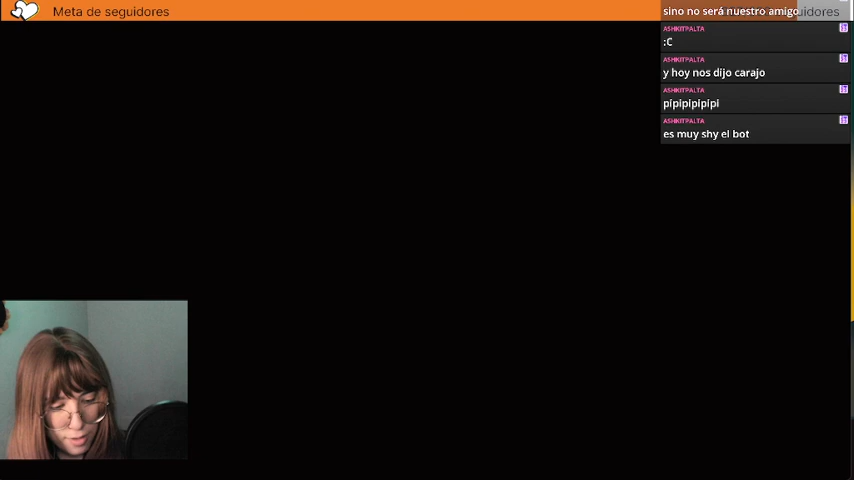 Meta de seguidores
sino no será nuestro amigo
uidores
ASHKITPALTA
:C
ASHKITPALTA
y hoy nos dijo carajo
ASHKITPALTA
pipipipipipi
ASHKITPALTA
es muy shy el bot